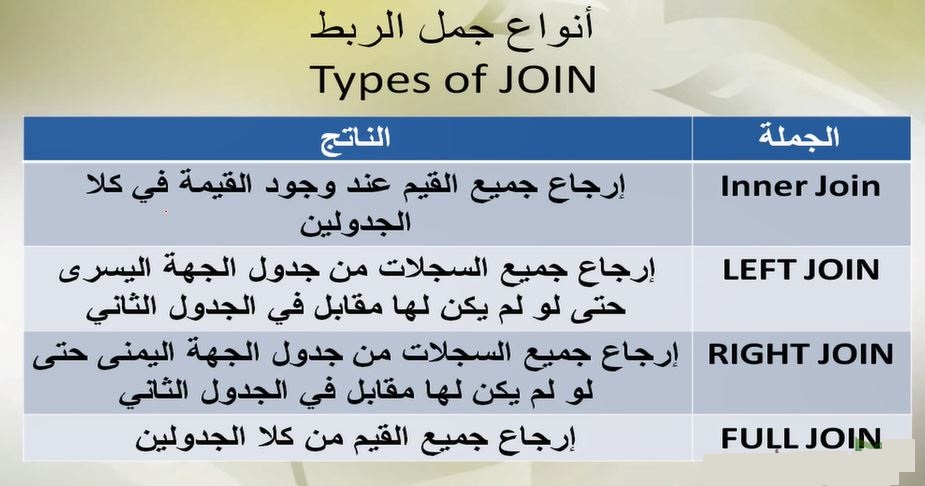 أنواع جمل الربط
Types of JOIN
الجملة الناتج
Inner Join إرجاع جميع القيم عند وجود القيمة في كلا
الجدولين
LEFT JOIN إرجاع جميع السجلات من جدول الجهة اليسرى
حتى لو لم يكن لها مقابل في الجدول الثاني
RIGHT JOIN إرجاع جميع السجلات من جدول الجهة اليمنى حتى
لو لم يكن لها مقابل في الجدول الثاني
FULL JOIN إرجاع جميع القيم من كلا الجدولين